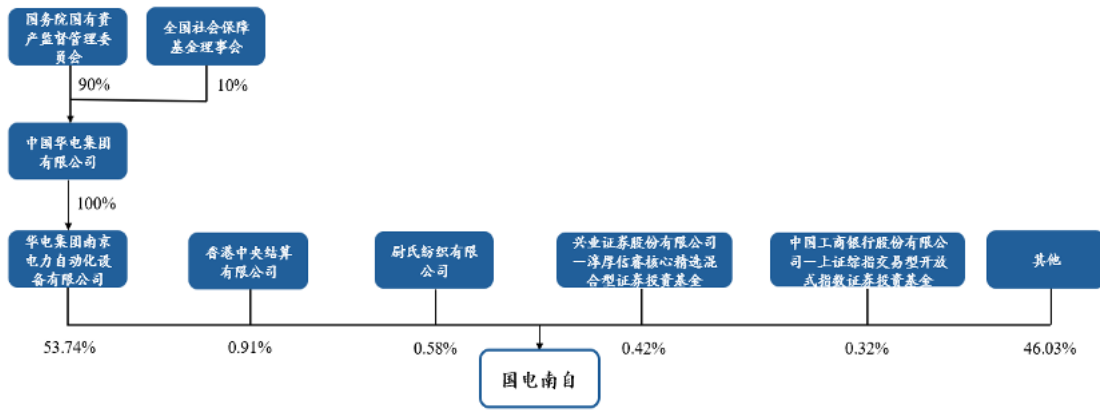 国务院国有资
产监督管理委
员会
全国社会保障
基金理事会
90%
10%
中国华电集团
有限公司
100%
华电集团南京
电力自动化设
备有限公司
香港中央结算
有限公司
尉氏纺织有限
公司
兴业证券股份有限公司
—淳厚信睿核心精选混
合型证券投资基金
中国工商银行股份有限公
司—上证综指交易型开放
式指数证券投资基金
其他
53.74%
0.91%
0.58%
0.42%
0.32%
46.03%
国电南自